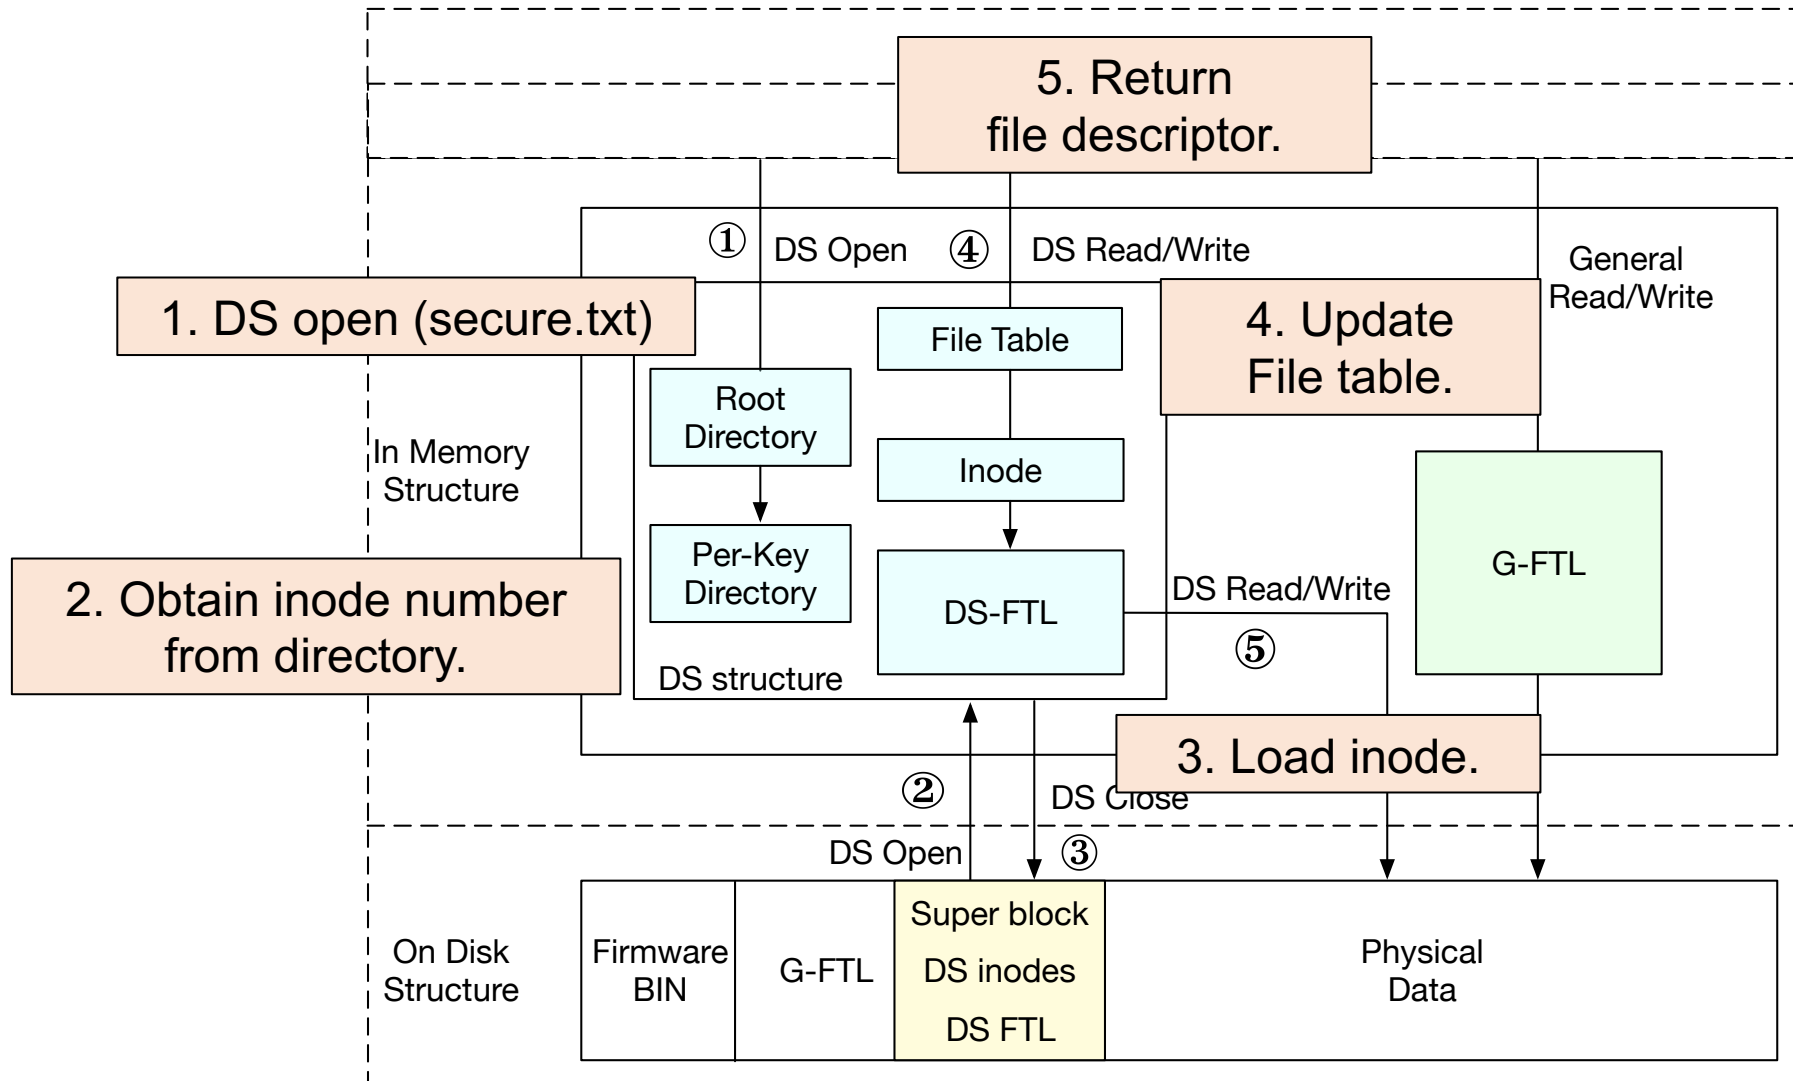 5. Return
file descriptor.
①
DS Open
④
DS Read/Write
General
Read/Write
1. DS open (secure.txt)
4. Update
File table.
File Table
Root
Directory
In Memory
Structure
Inode
Per-Key
Directory
DS-FTL
G-FTL
DS Read/Write
⑤
2. Obtain inode number
from directory.
DS structure
3. Load inode.
②
DS Close
DS Open
③
On Disk
Structure
Firmware
BIN
G-FTL
Super block
DS inodes
DS FTL
Physical
Data